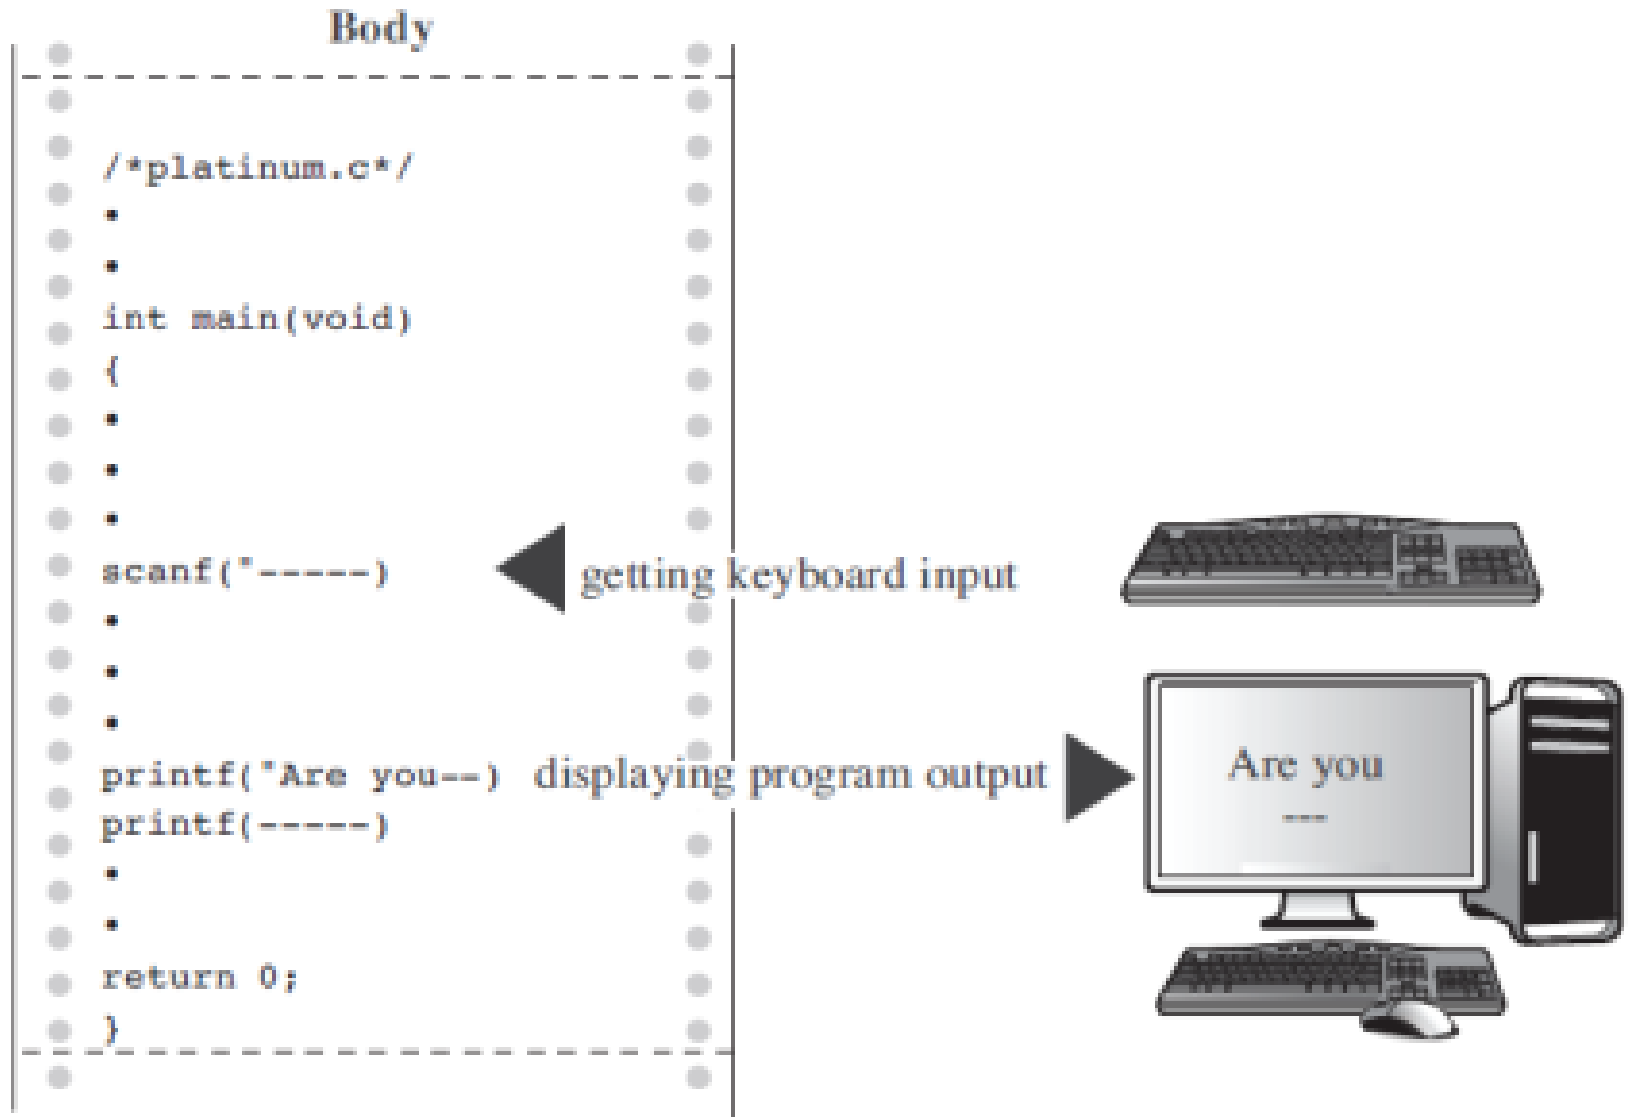 Body
/*platinum.c*/
•
•
int main(void)
{
•
•
•
scanf("-----)
getting keyboard input
•
•
•
printf("Are you--)
displaying program output
Are you
---
printf(-----)
•
•
return 0;
}